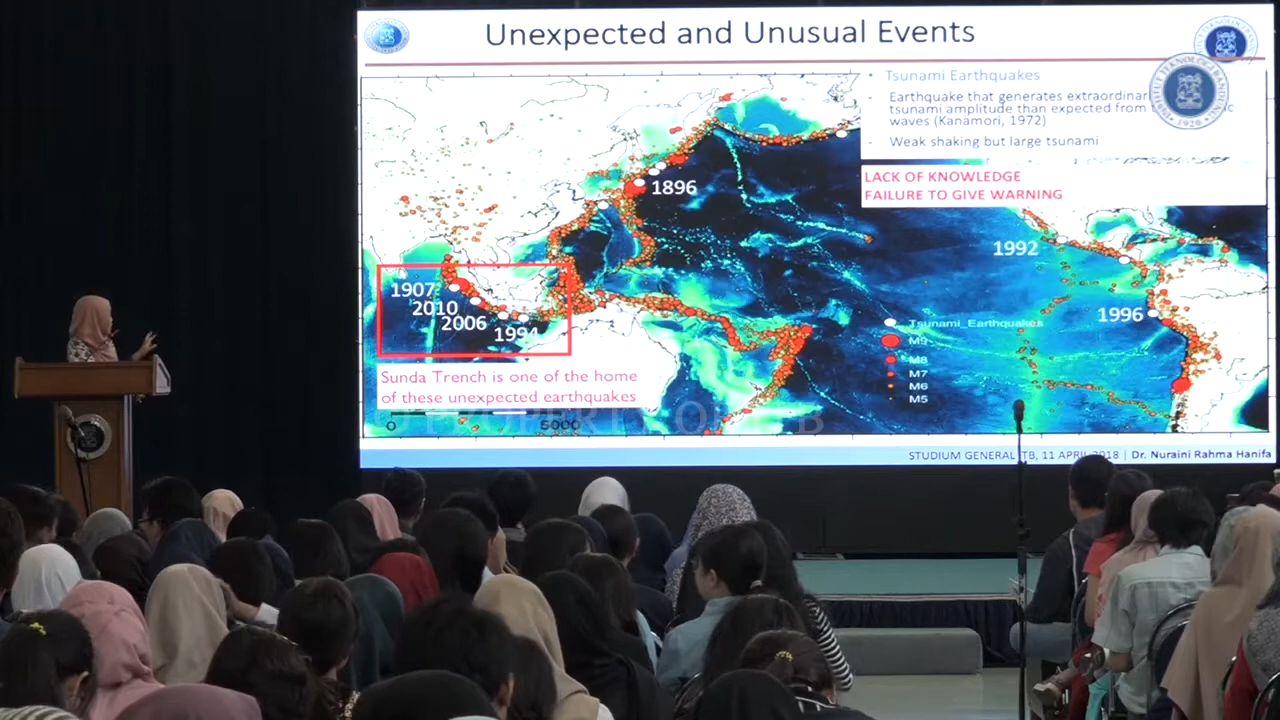 Unexpected and Unusual Events
• Tsunami Earthquakes
- Earthquake that generates
tsunami amplitude than expected from
waves (Kanamori, 1972)
- Weak shaking but large tsunami
LACK OF KNOWLEDGE
FAILURE TO GIVE WARNING
1896
1992
1907
2010
2006
1994
1996
Tsunami_Earthquakes
M9
M8
M7
M6
M5
Sunda Trench is one of the home
of these unexpected earthquakes
0 5000
STUDIUM GENERAL ITB, 11 APRIL 2018 | Dr. Nuraini Rahma Hanifa
1920